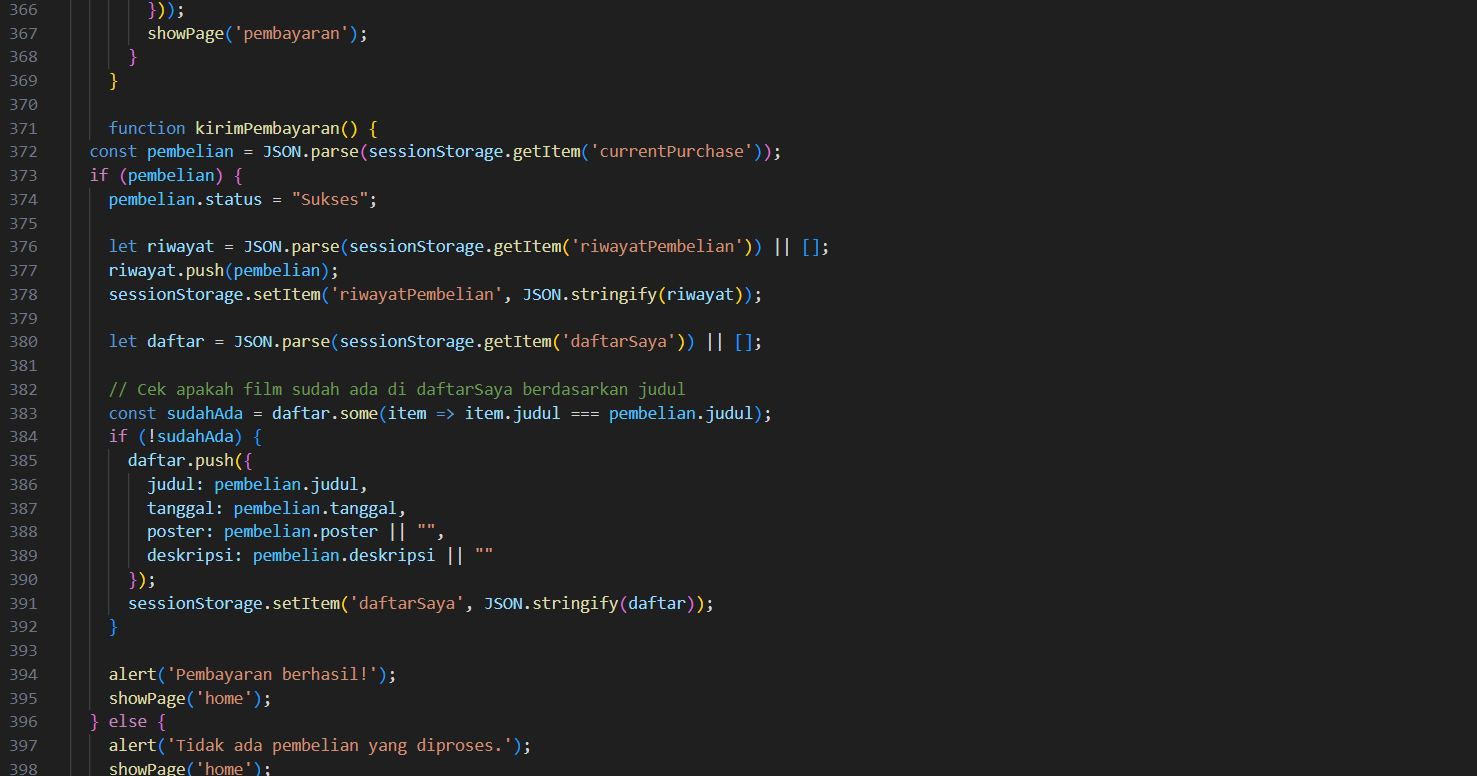 366 }));
367 showPage('pembayaran');
368 }
369 }
370
371 function kirimPembayaran() {
372 const pembelian = JSON.parse(sessionStorage.getItem('currentPurchase'));
373 if (pembelian) {
374 pembelian.status = "Sukses";
375
376 let riwayat = JSON.parse(sessionStorage.getItem('riwayatPembelian')) || [];
377 riwayat.push(pembelian);
378 sessionStorage.setItem('riwayatPembelian', JSON.stringify(riwayat));
379
380 let daftar = JSON.parse(sessionStorage.getItem('daftarSaya')) || [];
381
382 // Cek apakah film sudah ada di daftarSaya berdasarkan judul
383 const sudahAda = daftar.some(item => item.judul === pembelian.judul);
384 if (!sudahAda) {
385 daftar.push({
386 judul: pembelian.judul,
387 tanggal: pembelian.tanggal,
388 poster: pembelian.poster || "",
389 deskripsi: pembelian.deskripsi || ""
390 });
391 sessionStorage.setItem('daftarSaya', JSON.stringify(daftar));
392 }
393
394 alert('Pembayaran berhasil!');
395 showPage('home');
396 } else {
397 alert('Tidak ada pembelian yang diproses.');
398 showPage('home');